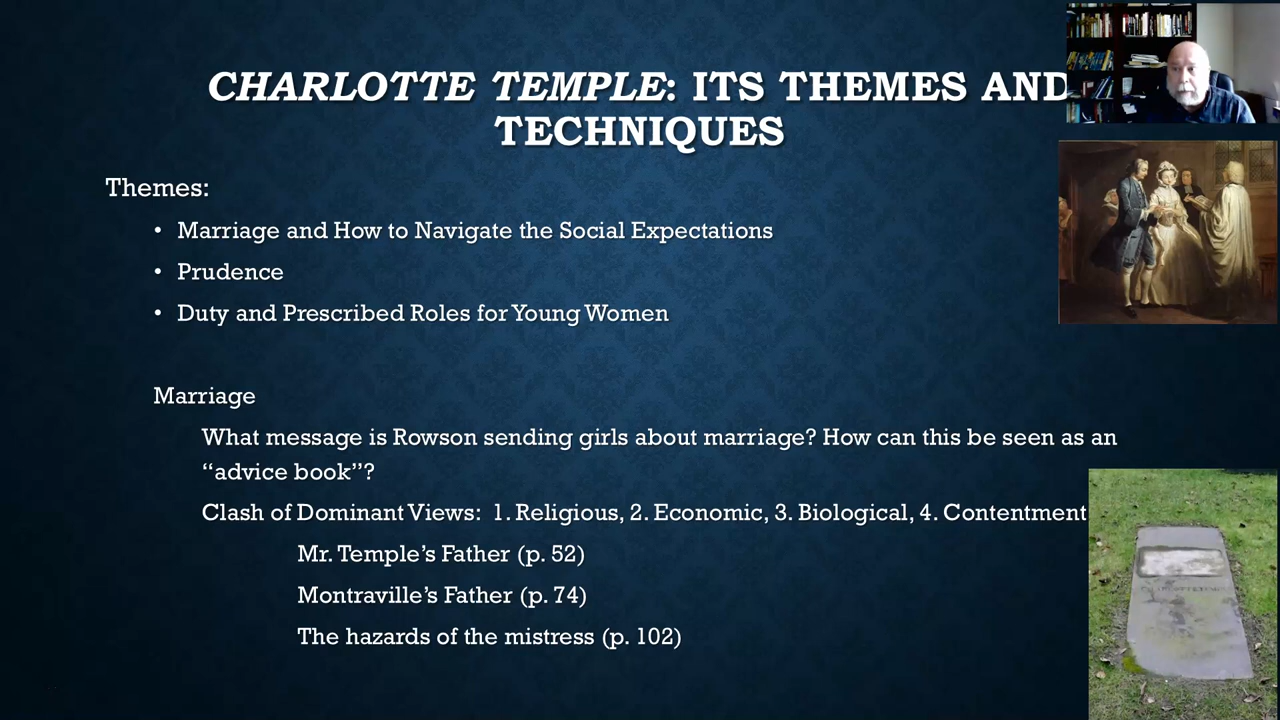 CHARLOTTE TEMPLE: ITS THEMES AND
TECHNIQUES
Themes:
• Marriage and How to Navigate the Social Expectations
• Prudence
• Duty and Prescribed Roles for Young Women
Marriage
What message is Rowson sending girls about marriage? How can this be seen as an
“advice book”?
Clash of Dominant Views: 1. Religious, 2. Economic, 3. Biological, 4. Contentment
Mr. Temple’s Father (p. 52)
Montraville’s Father (p. 74)
The hazards of the mistress (p. 102)